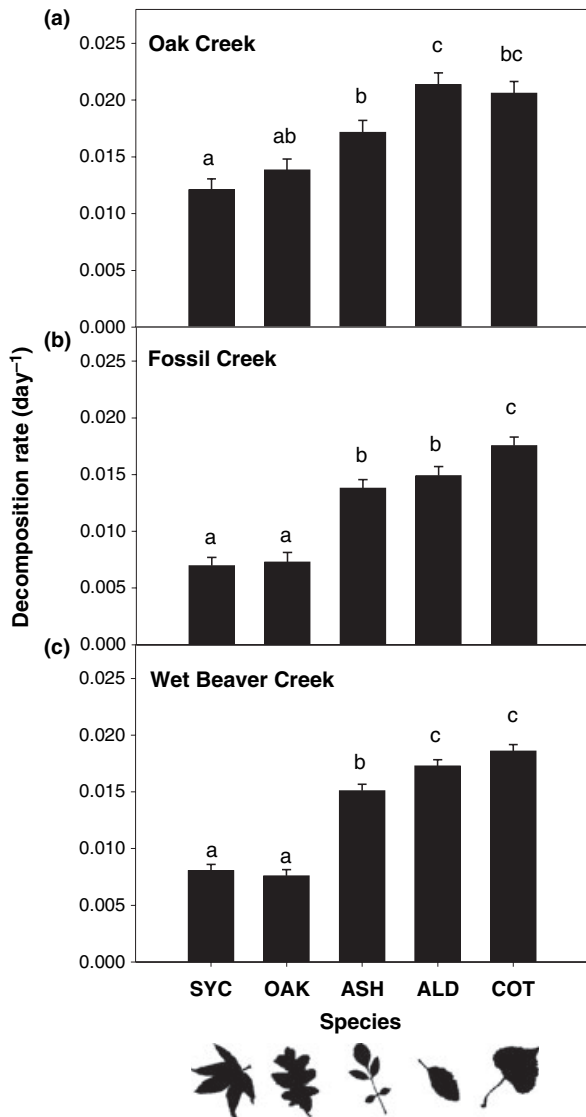 (a)
Oak Creek
0.025
0.020
0.015
0.010
0.005
0.000
a
ab
b
c
bc
(b)
Fossil Creek
0.025
0.020
0.015
0.010
0.005
0.000
a
a
b
b
c
Decomposition rate (day⁻¹)
(c)
Wet Beaver Creek
0.025
0.020
0.015
0.010
0.005
0.000
a
a
b
c
c
SYC OAK ASH ALD COT
Species